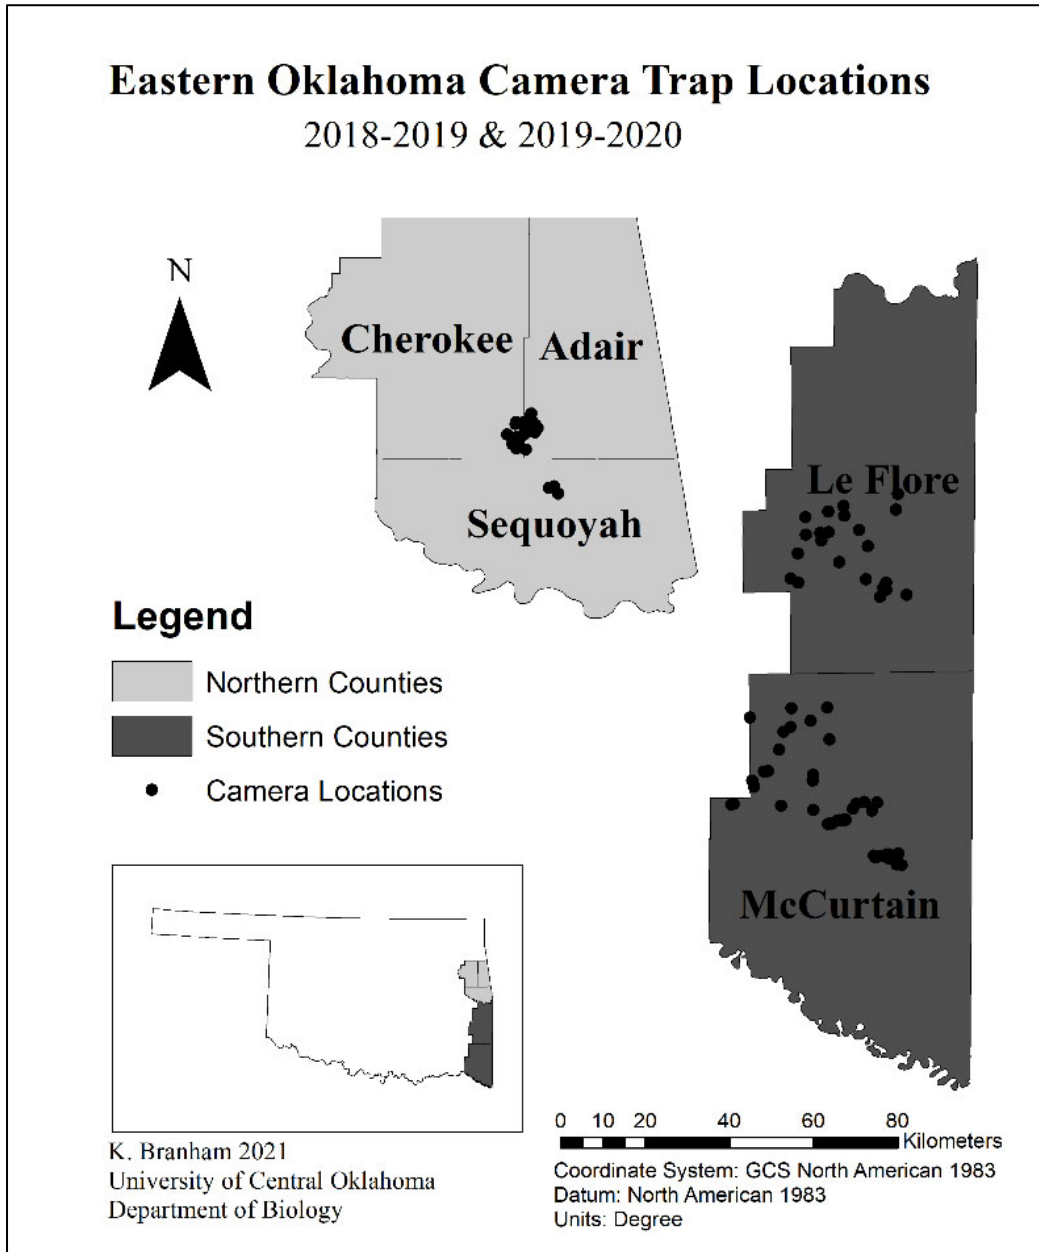 Eastern Oklahoma Camera Trap Locations
2018-2019 & 2019-2020
N
Cherokee
Adair
Le Flore
Sequoyah
McCurtain
Legend
Northern Counties
Southern Counties
Camera Locations
0 10 20 40 60 80
Kilometers
K. Branham 2021
University of Central Oklahoma
Department of Biology
Coordinate System: GCS North American 1983
Datum: North American 1983
Units: Degree